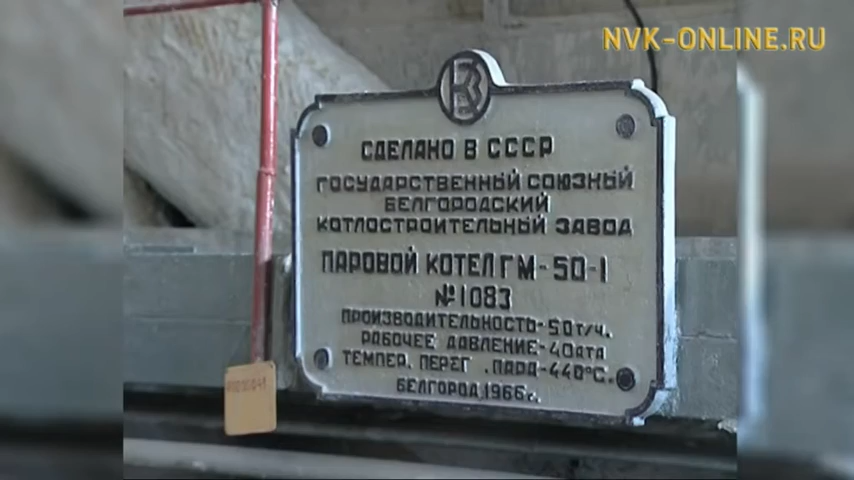 NVK-ONLINE.RU
СДЕЛАНО В СССР
ГОСУДАРСТВЕННЫЙ СОЮЗНЫЙ
БЕЛГОРОДСКИЙ
КОТЛОСТРОИТЕЛЬНЫЙ ЗАВОД
ПАРОВОЙ КОТЕЛ ГМ-50-1
№1083
ПРОИЗВОДИТЕЛЬНОСТЬ-50т/ч.
РАБОЧЕЕ ДАВЛЕНИЕ-40ата
ТЕМПЕР. ПЕРЕГ .ПАРА-440°С.
БЕЛГОРОД,1966г.